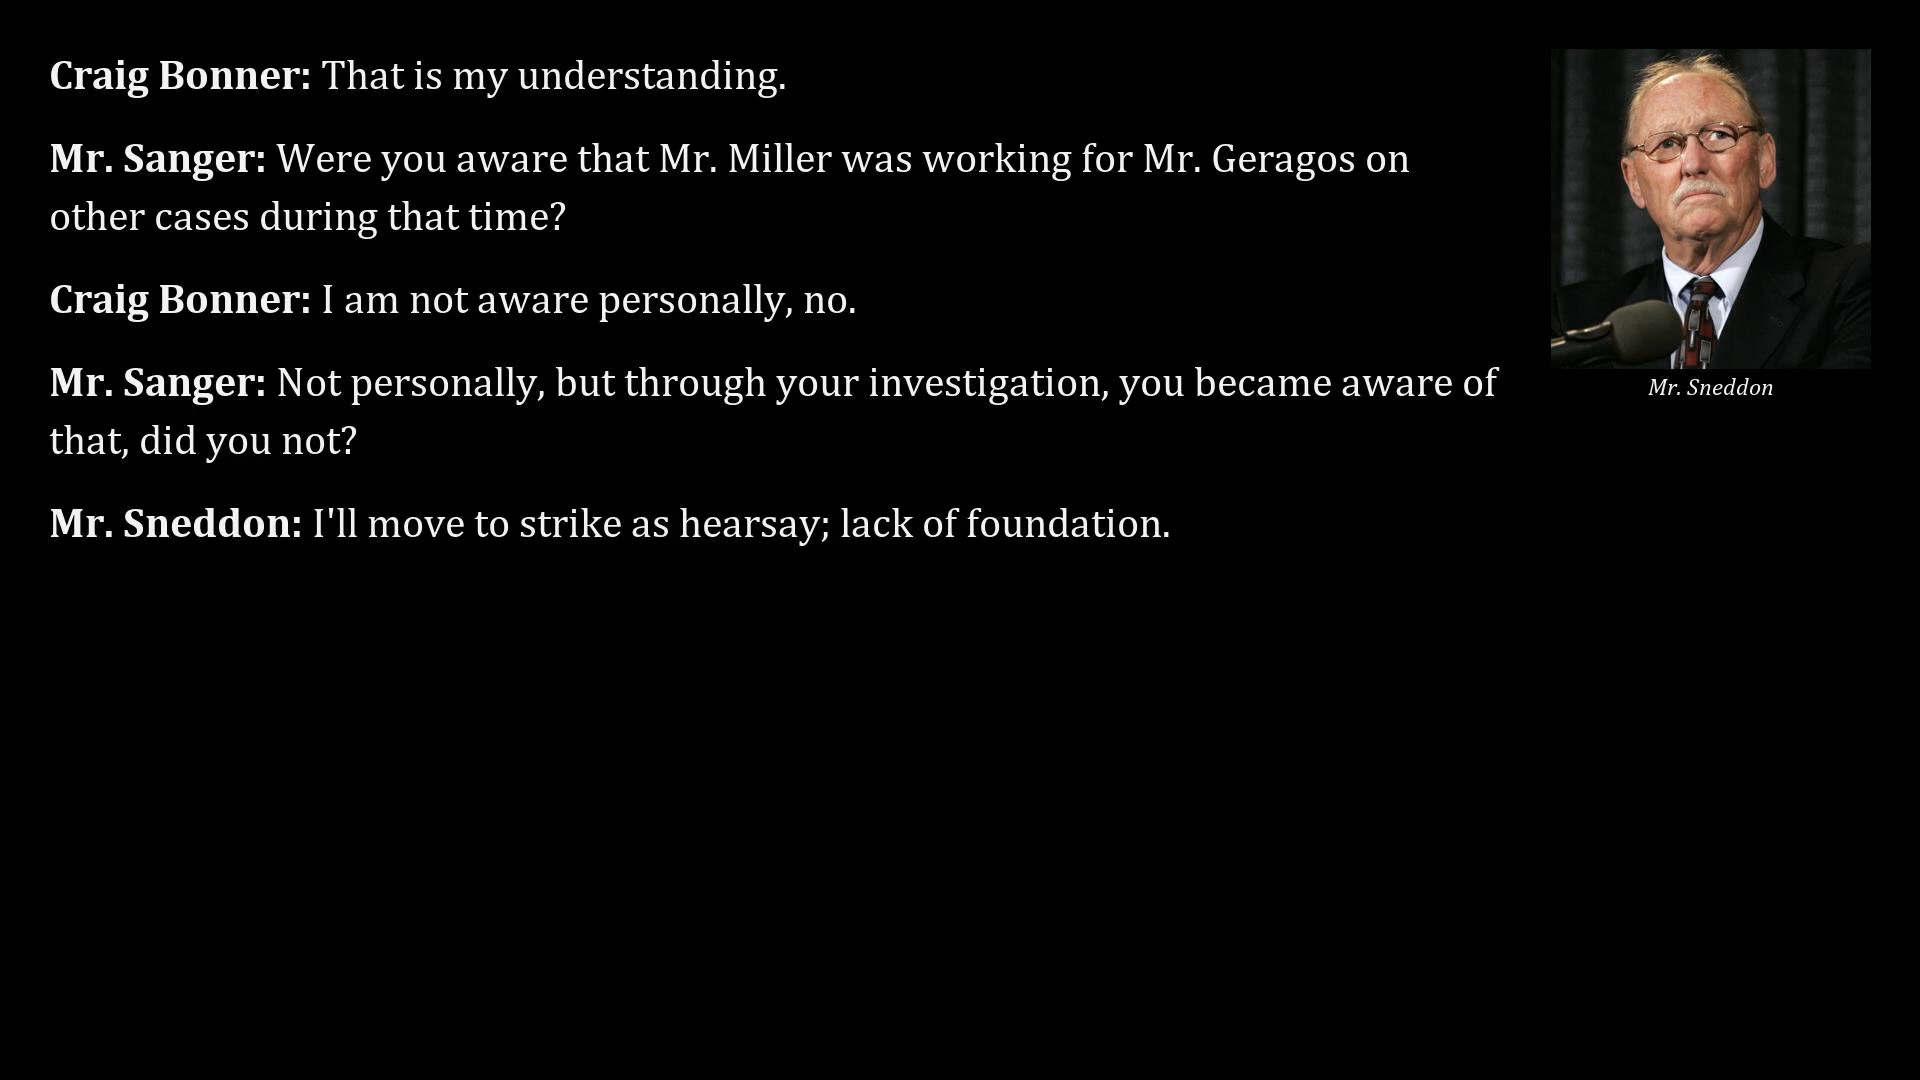 Craig Bonner: That is my understanding.
Mr. Sanger: Were you aware that Mr. Miller was working for Mr. Geragos on
other cases during that time?
Craig Bonner: I am not aware personally, no.
Mr. Sanger: Not personally, but through your investigation, you became aware of
that, did you not?
Mr. Sneddon: I'll move to strike as hearsay; lack of foundation.
Mr. Sneddon